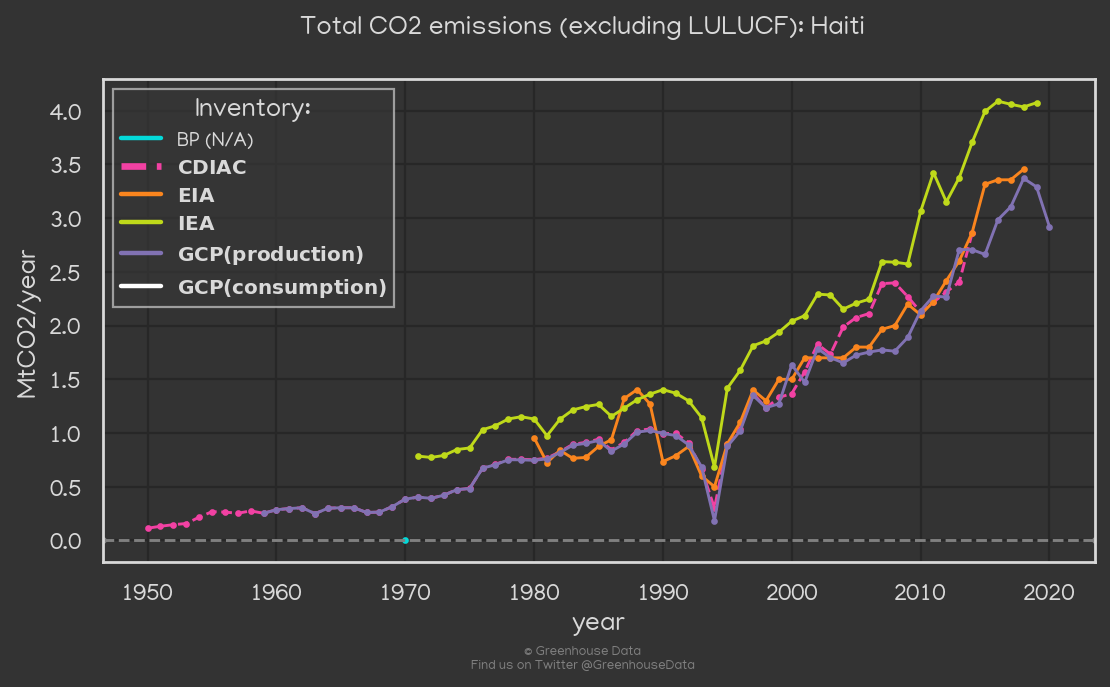 Total CO2 emissions (excluding LULUCF): Haiti
Inventory:
BP (N/A)
CDIAC
EIA
IEA
GCP(production)
GCP(consumption)
MtCO2/year
4.0
3.5
3.0
2.5
2.0
1.5
1.0
0.5
0.0
1950 1960 1970 1980 1990 2000 2010 2020
year
© Greenhouse Data
Find us on Twitter @GreenhouseData